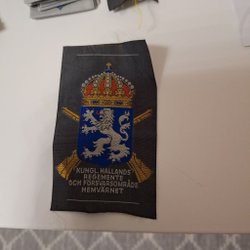 KUNGL. HALLANDS
REGEMENTE
OCH FÖRSVARSOMRÅDE
HEMVÄRNET